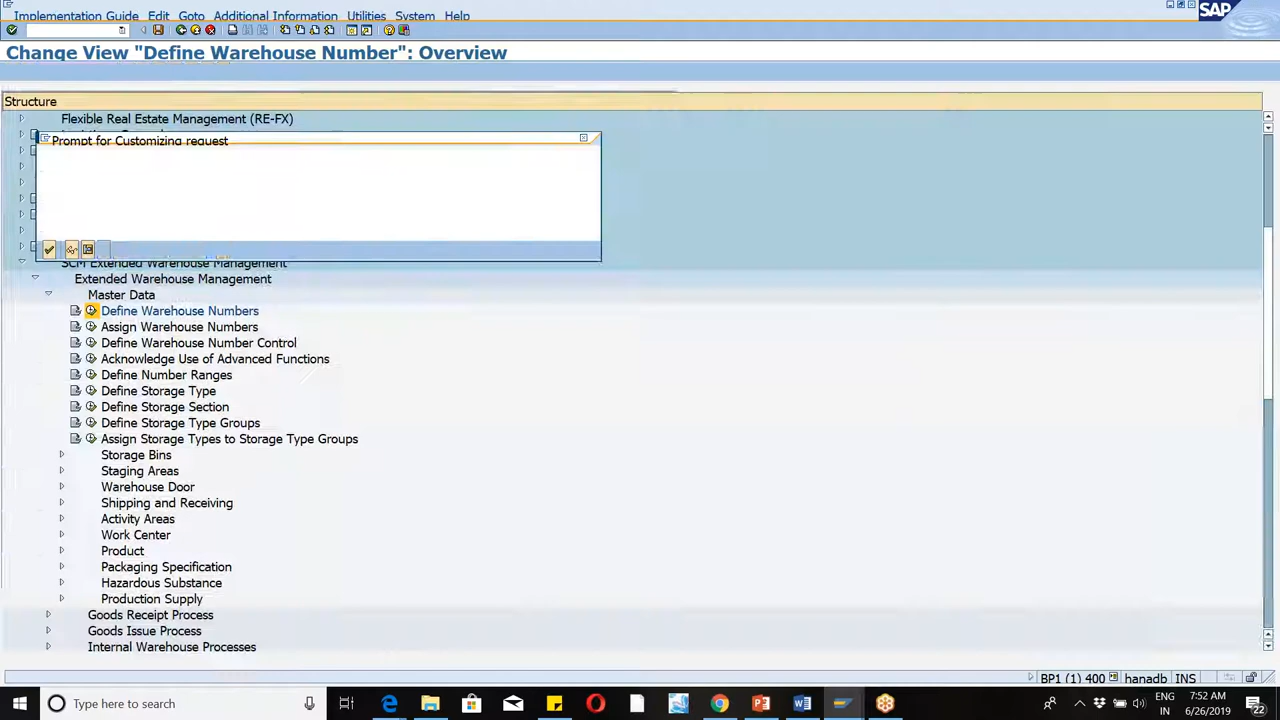 Implementation Guide Edit Goto Additional Information Utilities System Help
SAP
Change View "Define Warehouse Number": Overview
Structure
Flexible Real Estate Management (RE-FX)
Prompt for Customizing request
SCM Extended Warehouse Management
Extended Warehouse Management
Master Data
Define Warehouse Numbers
Assign Warehouse Numbers
Define Warehouse Number Control
Acknowledge Use of Advanced Functions
Define Number Ranges
Define Storage Type
Define Storage Section
Define Storage Type Groups
Assign Storage Types to Storage Type Groups
Storage Bins
Staging Areas
Warehouse Door
Shipping and Receiving
Activity Areas
Work Center
Product
Packaging Specification
Hazardous Substance
Production Supply
Goods Receipt Process
Goods Issue Process
Internal Warehouse Processes
BP1 (1) 400 hanadb INS
Type here to search
ENG 7:52 AM
IN 6/26/2019 22